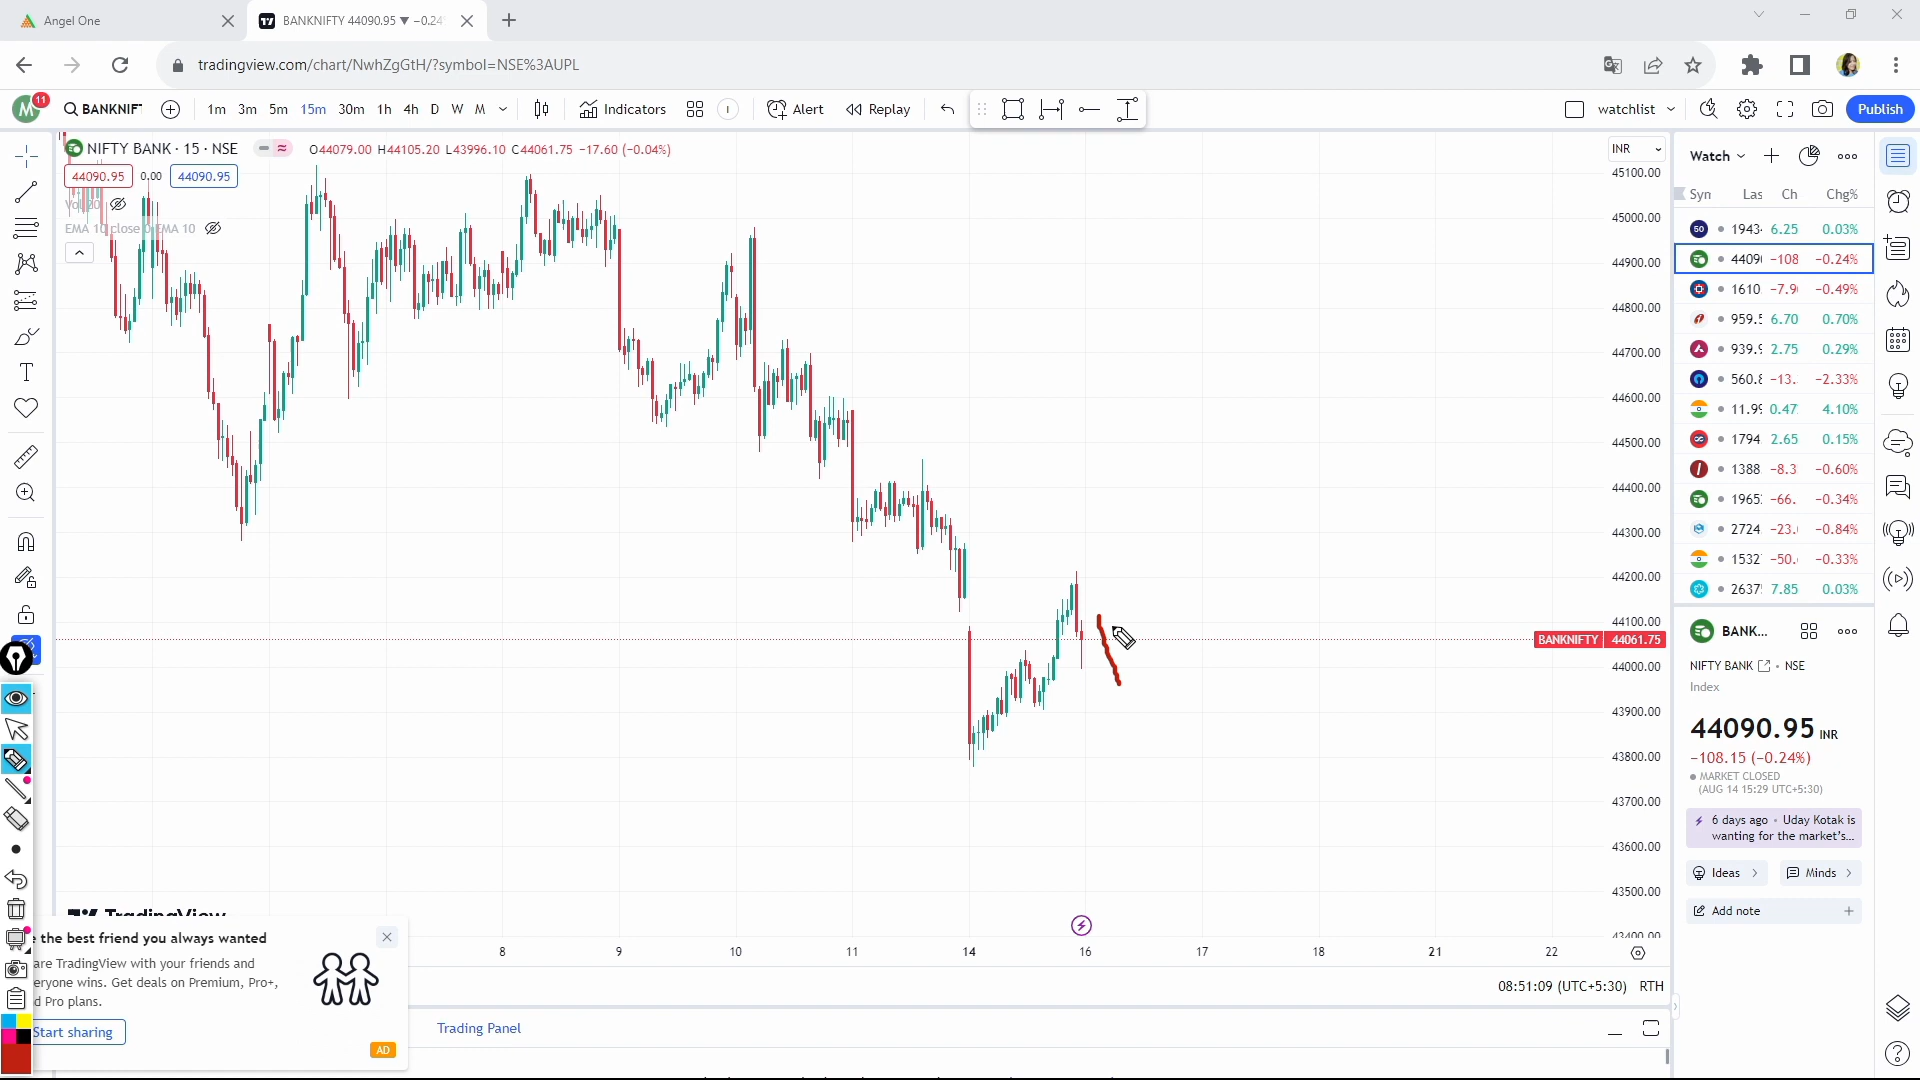 Angel One
BANKNIFTY 44090.95 ▼ −0.24
tradingview.com/chart/NwhZgGtH/?symbol=NSE%3AUPL
M 11 BANKNIF 1m 3m 5m 15m 30m 1h 4h D W M Indicators Alert Replay watchlist Publish
NIFTY BANK · 15 · NSE O44079.00 H44105.20 L43996.10 C44061.75 −17.60 (−0.04%)
INR
44090.95 0.00 44090.95
Vol 20
EMA 10 close 0 EMA 10
45100.00
45000.00
44900.00
44800.00
44700.00
44600.00
44500.00
44400.00
44300.00
44200.00
44100.00
BANKNIFTY 44061.75
44000.00
43900.00
43800.00
43700.00
43600.00
43500.00
43400.00
8 9 10 11 14 16 17 18 21 22
08:51:09 (UTC+5:30) RTH
TradingView
the best friend you always wanted
are TradingView with your friends and
eryone wins. Get deals on Premium, Pro+,
d Pro plans.
Start sharing
AD
Trading Panel
Watch
Syn Las Ch Chg%
50 1943 6.25 0.03%
4409 −108 −0.24%
1610 −7.9 −0.49%
959.5 6.70 0.70%
939.9 2.75 0.29%
560.8 −13. −2.33%
11.99 0.47 4.10%
1794 2.65 0.15%
1388 −8.3 −0.60%
1965 −66. −0.34%
2724 −23. −0.84%
1532 −50. −0.33%
2637 7.85 0.03%
BANK...
NIFTY BANK • NSE
Index
44090.95 INR
−108.15 (−0.24%)
MARKET CLOSED
(AUG 14 15:29 UTC+5:30)
6 days ago • Uday Kotak is
wanting for the market's...
Ideas Minds
Add note